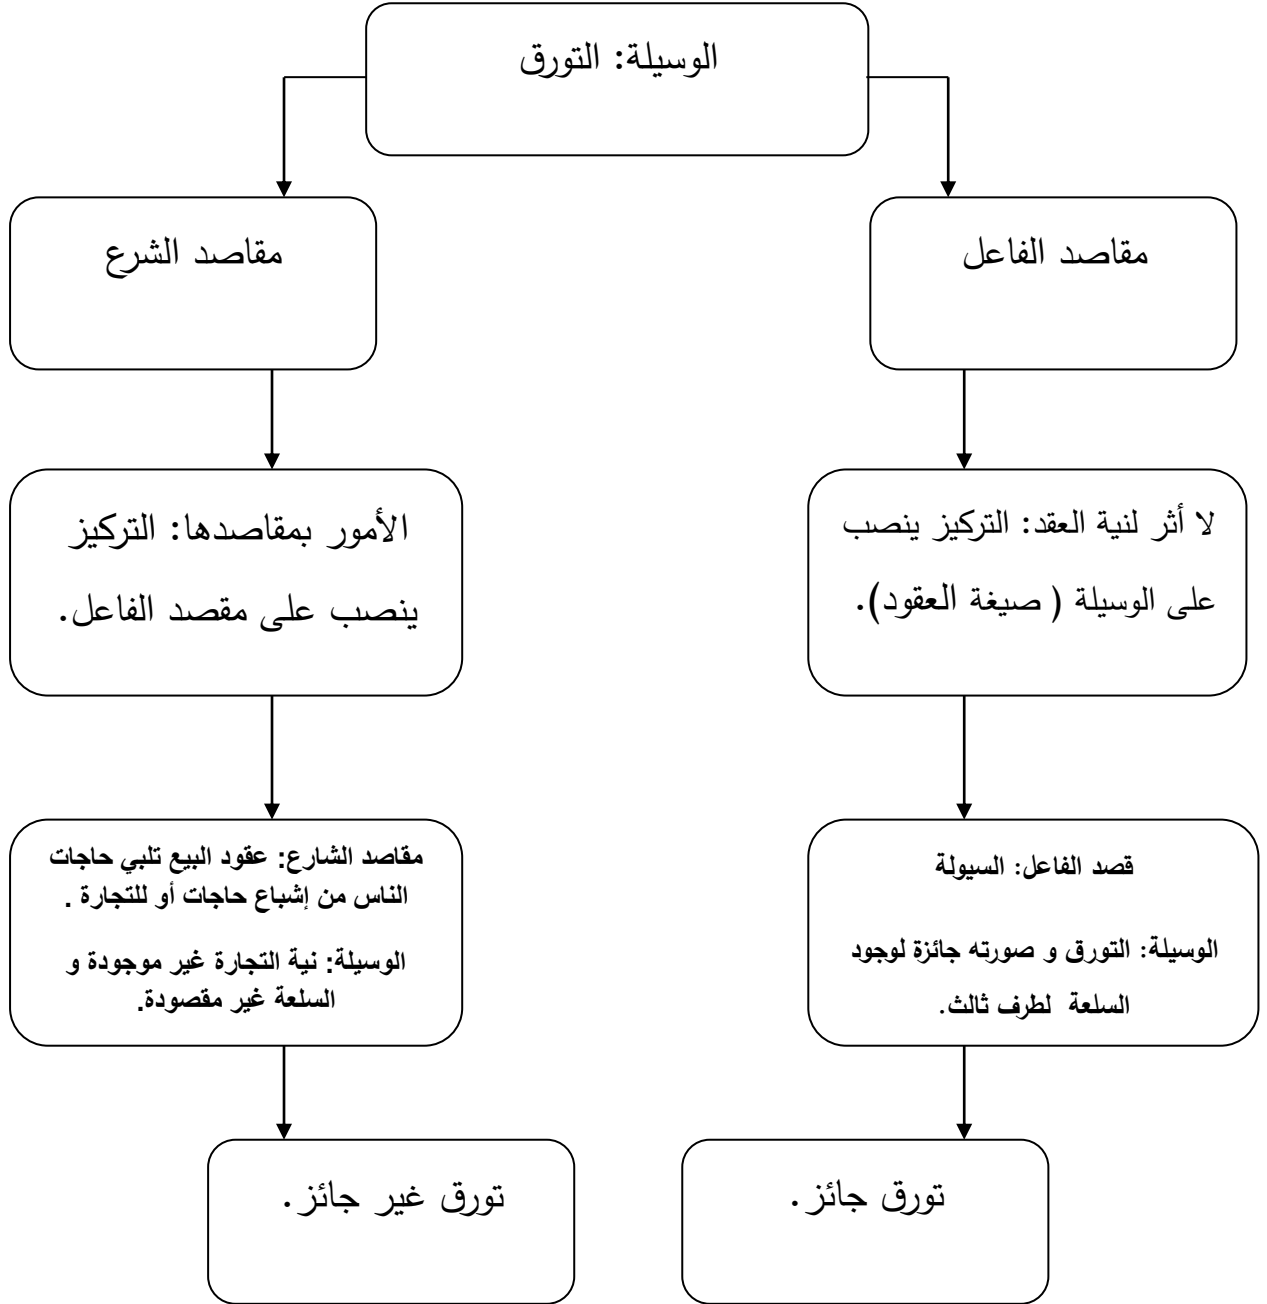 الوسيلة: التورق
مقاصد الفاعل
مقاصد الشرع
لا أثر لنية العقد: التركيز ينصب
على الوسيلة ( صيغة العقود).
الأمور بمقاصدها: التركيز
ينصب على مقصد الفاعل.
قصد الفاعل: السيولة
الوسيلة: التورق و صورته جائزة لوجود
السلعة لطرف ثالث.
مقاصد الشارع: عقود البيع تلبي حاجات
الناس من إشباع حاجات أو للتجارة .
الوسيلة: نية التجارة غير موجودة و
السلعة غير مقصودة.
تورق جائز.
تورق غير جائز.